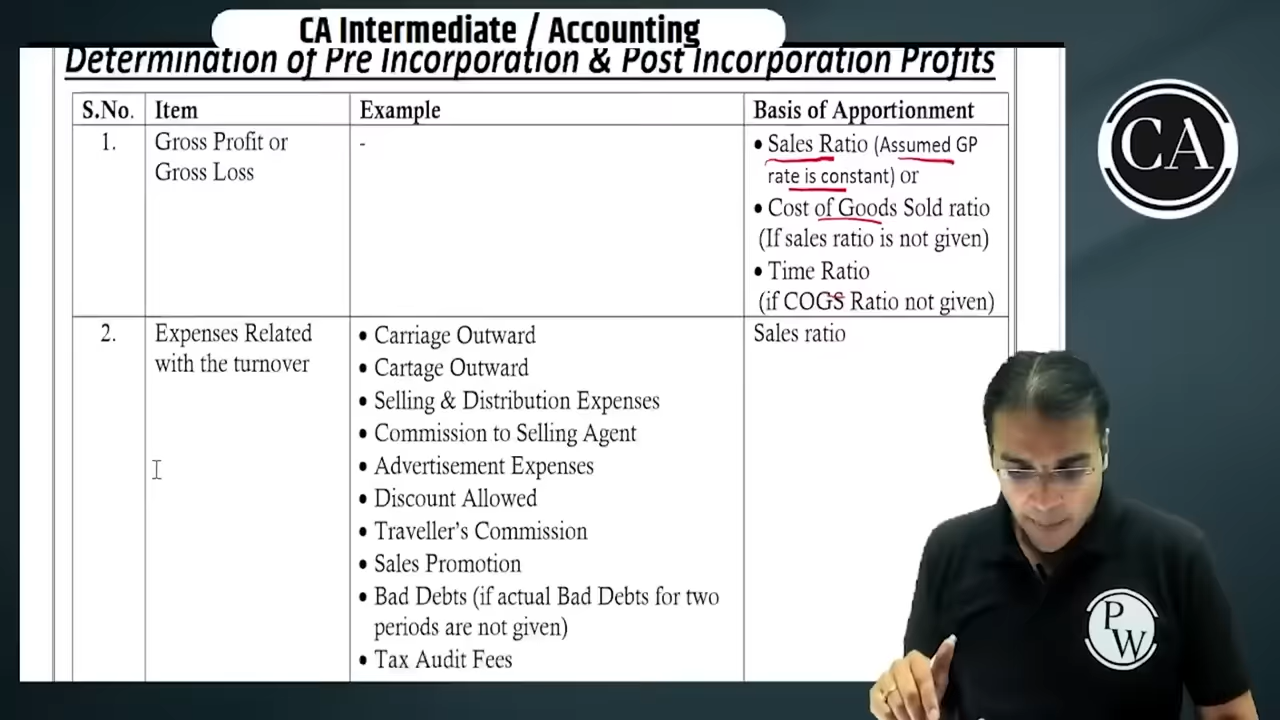 CA Intermediate / Accounting
Determination of Pre Incorporation & Post Incorporation Profits
S.No. Item Example Basis of Apportionment
1. Gross Profit or Gross Loss - • Sales Ratio (Assumed GP
rate is constant) or
• Cost of Goods Sold ratio
(If sales ratio is not given)
• Time Ratio
(if COGS Ratio not given)
2. Expenses Related
with the turnover
• Carriage Outward
• Cartage Outward
• Selling & Distribution Expenses
• Commission to Selling Agent
• Advertisement Expenses
• Discount Allowed
• Traveller's Commission
• Sales Promotion
• Bad Debts (if actual Bad Debts for two
periods are not given)
• Tax Audit Fees
Sales ratio
CA
PW